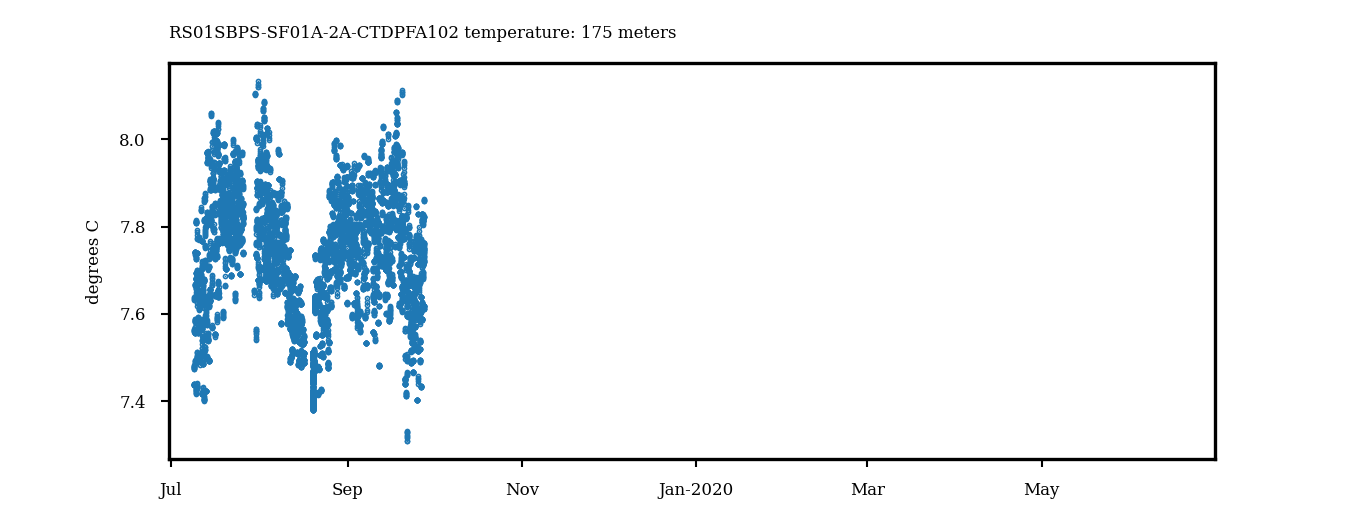 RS01SBPS-SF01A-2A-CTDPFA102 temperature: 175 meters
degrees C
8.0
7.8
7.6
7.4
Jul Sep Nov Jan-2020 Mar May